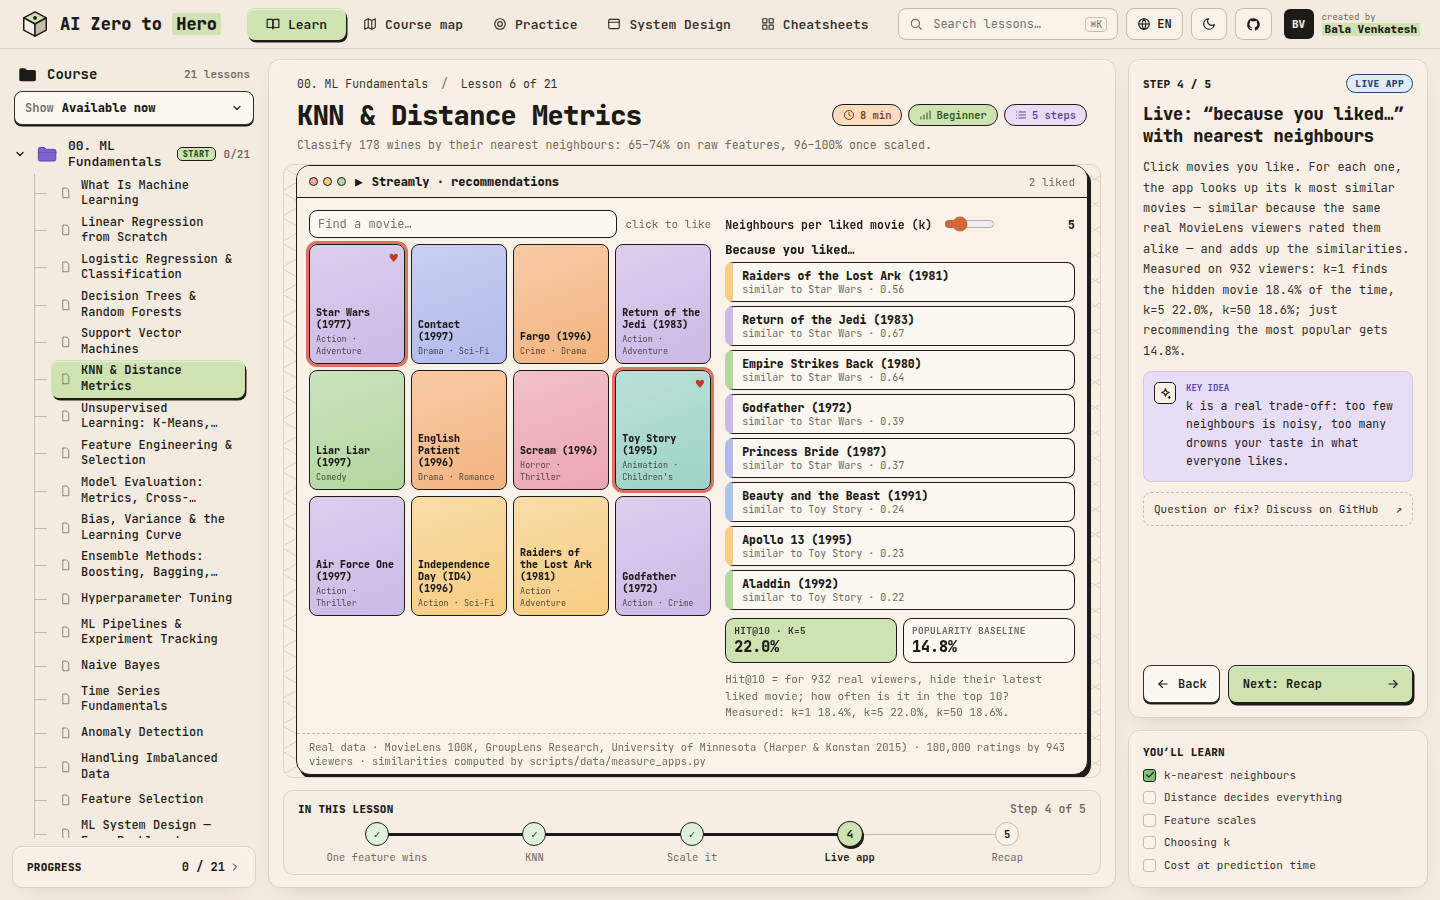 AI Zero to Hero
Learn
Course map
Practice
System Design
Cheatsheets
Search lessons…
⌘K
EN
BV
created by
Bala Venkatesh
Course
21 lessons
Show Available now
00. ML
Fundamentals
START
0/21
What Is Machine
Learning
Linear Regression
from Scratch
Logistic Regression &
Classification
Decision Trees &
Random Forests
Support Vector
Machines
KNN & Distance
Metrics
Unsupervised
Learning: K-Means,…
Feature Engineering &
Selection
Model Evaluation:
Metrics, Cross-…
Bias, Variance & the
Learning Curve
Ensemble Methods:
Boosting, Bagging,…
Hyperparameter Tuning
ML Pipelines &
Experiment Tracking
Naive Bayes
Time Series
Fundamentals
Anomaly Detection
Handling Imbalanced
Data
Feature Selection
ML System Design —
PROGRESS
0 / 21
00. ML Fundamentals / Lesson 6 of 21
KNN & Distance Metrics
8 min
Beginner
5 steps
Classify 178 wines by their nearest neighbours: 65-74% on raw features, 96-100% once scaled.
▶ Streamly · recommendations
2 liked
Find a movie…
click to like
Star Wars
(1977)
Action ·
Adventure
Contact
(1997)
Drama · Sci-Fi
Fargo (1996)
Crime · Drama
Return of the
Jedi (1983)
Action ·
Adventure
Liar Liar
(1997)
Comedy
English
Patient
(1996)
Drama · Romance
Scream (1996)
Horror ·
Thriller
Toy Story
(1995)
Animation ·
Children's
Air Force One
(1997)
Action ·
Thriller
Independence
Day (ID4)
(1996)
Action · Sci-Fi
Raiders of
the Lost Ark
(1981)
Action ·
Adventure
Godfather
(1972)
Action · Crime
Neighbours per liked movie (k)
5
Because you liked…
Raiders of the Lost Ark (1981)
similar to Star Wars · 0.56
Return of the Jedi (1983)
similar to Star Wars · 0.67
Empire Strikes Back (1980)
similar to Star Wars · 0.64
Godfather (1972)
similar to Star Wars · 0.39
Princess Bride (1987)
similar to Star Wars · 0.37
Beauty and the Beast (1991)
similar to Toy Story · 0.24
Apollo 13 (1995)
similar to Toy Story · 0.23
Aladdin (1992)
similar to Toy Story · 0.22
HIT@10 · K=5
22.0%
POPULARITY BASELINE
14.8%
Hit@10 = for 932 real viewers, hide their latest
liked movie; how often is it in the top 10?
Measured: k=1 18.4%, k=5 22.0%, k=50 18.6%.
Real data · MovieLens 100K, GroupLens Research, University of Minnesota (Harper & Konstan 2015) · 100,000 ratings by 943
viewers · similarities computed by scripts/data/measure_apps.py
IN THIS LESSON
Step 4 of 5
✓
✓
✓
4
5
One feature wins
KNN
Scale it
Live app
Recap
STEP 4 / 5
LIVE APP
Live: “because you liked…”
with nearest neighbours
Click movies you like. For each one,
the app looks up its k most similar
movies — similar because the same
real MovieLens viewers rated them
alike — and adds up the similarities.
Measured on 932 viewers: k=1 finds
the hidden movie 18.4% of the time,
k=5 22.0%, k=50 18.6%; just
recommending the most popular gets
14.8%.
KEY IDEA
k is a real trade-off: too few
neighbours is noisy, too many
drowns your taste in what
everyone likes.
Question or fix? Discuss on GitHub ↗
← Back
Next: Recap →
YOU’LL LEARN
k-nearest neighbours
Distance decides everything
Feature scales
Choosing k
Cost at prediction time